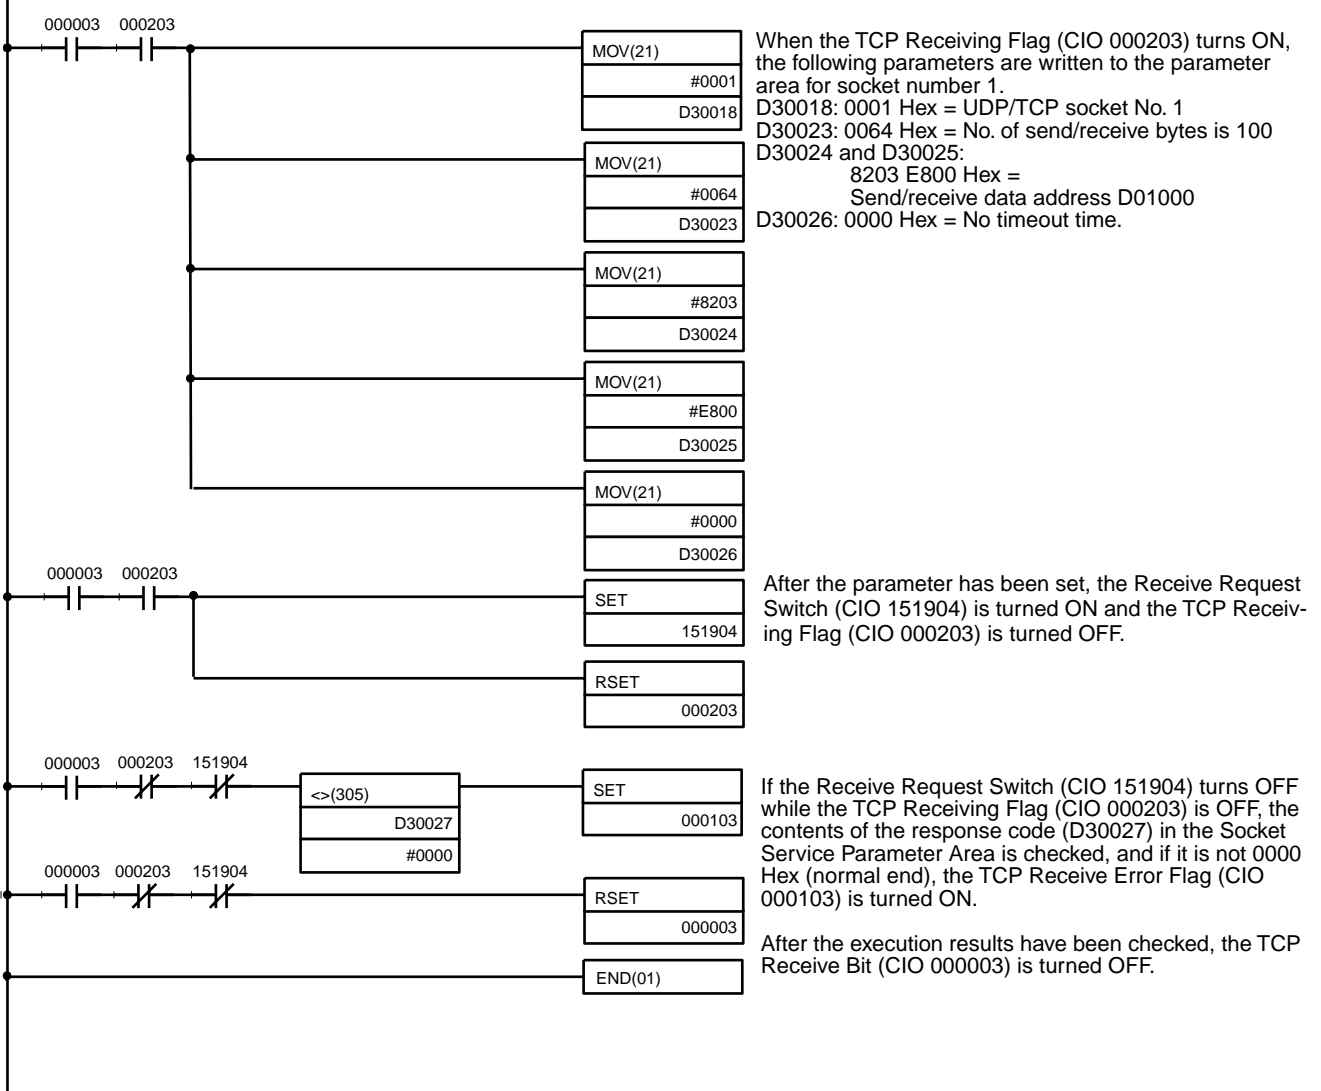 000003 000203
MOV(21)
#0001
D30018
When the TCP Receiving Flag (CIO 000203) turns ON,
the following parameters are written to the parameter
area for socket number 1.
D30018: 0001 Hex = UDP/TCP socket No. 1
D30023: 0064 Hex = No. of send/receive bytes is 100
D30024 and D30025:
8203 E800 Hex =
Send/receive data address D01000
D30026: 0000 Hex = No timeout time.
MOV(21)
#0064
D30023
MOV(21)
#8203
D30024
MOV(21)
#E800
D30025
MOV(21)
#0000
D30026
000003 000203
SET
151904
After the parameter has been set, the Receive Request
Switch (CIO 151904) is turned ON and the TCP Receiv-
ing Flag (CIO 000203) is turned OFF.
RSET
000203
000003 000203 151904
<>(305)
D30027
#0000
SET
000103
If the Receive Request Switch (CIO 151904) turns OFF
while the TCP Receiving Flag (CIO 000203) is OFF, the
contents of the response code (D30027) in the Socket
Service Parameter Area is checked, and if it is not 0000
Hex (normal end), the TCP Receive Error Flag (CIO
000103) is turned ON.
000003 000203 151904
RSET
000003
After the execution results have been checked, the TCP
Receive Bit (CIO 000003) is turned OFF.
END(01)